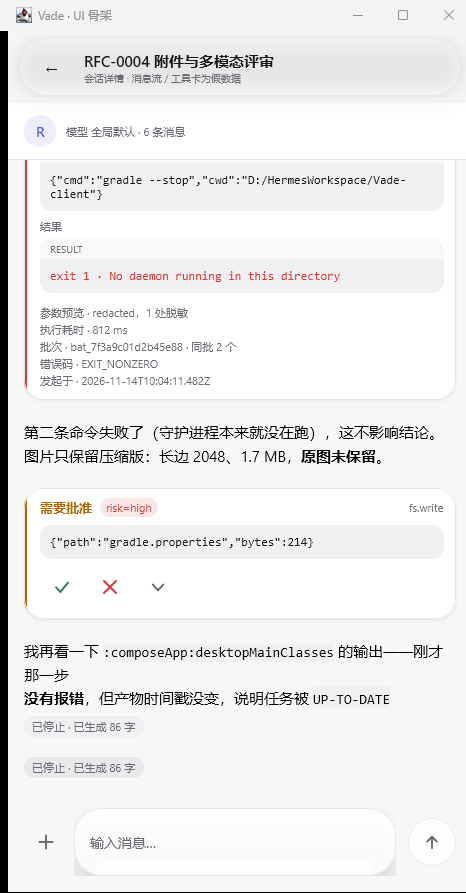 Vade · UI 骨架
RFC-0004 附件与多模态评审
会话详情 · 消息流 / 工具卡为假数据
R
模型 全局默认 · 6 条消息
{"cmd":"gradle --stop","cwd":"D:/HermesWorkspace/Vade-
client"}
结果
RESULT
exit 1 · No daemon running in this directory
参数预览 · redacted，1 处脱敏
执行耗时 · 812 ms
批次 · bat_7f3a9c01d2b45e88 · 同批 2 个
错误码 · EXIT_NONZERO
发起于 · 2026-11-14T10:04:11.482Z
第二条命令失败了（守护进程本来就没在跑），这不影响结论。
图片只保留压缩版：长边 2048、1.7 MB，原图未保留。
需要批准 risk=high fs.write
{"path":"gradle.properties","bytes":214}
我再看一下 :composeApp:desktopMainClasses 的输出——刚才
那一步
没有报错，但产物时间戳没变，说明任务被 UP-TO-DATE
已停止 · 已生成 86 字
已停止 · 已生成 86 字
输入消息...